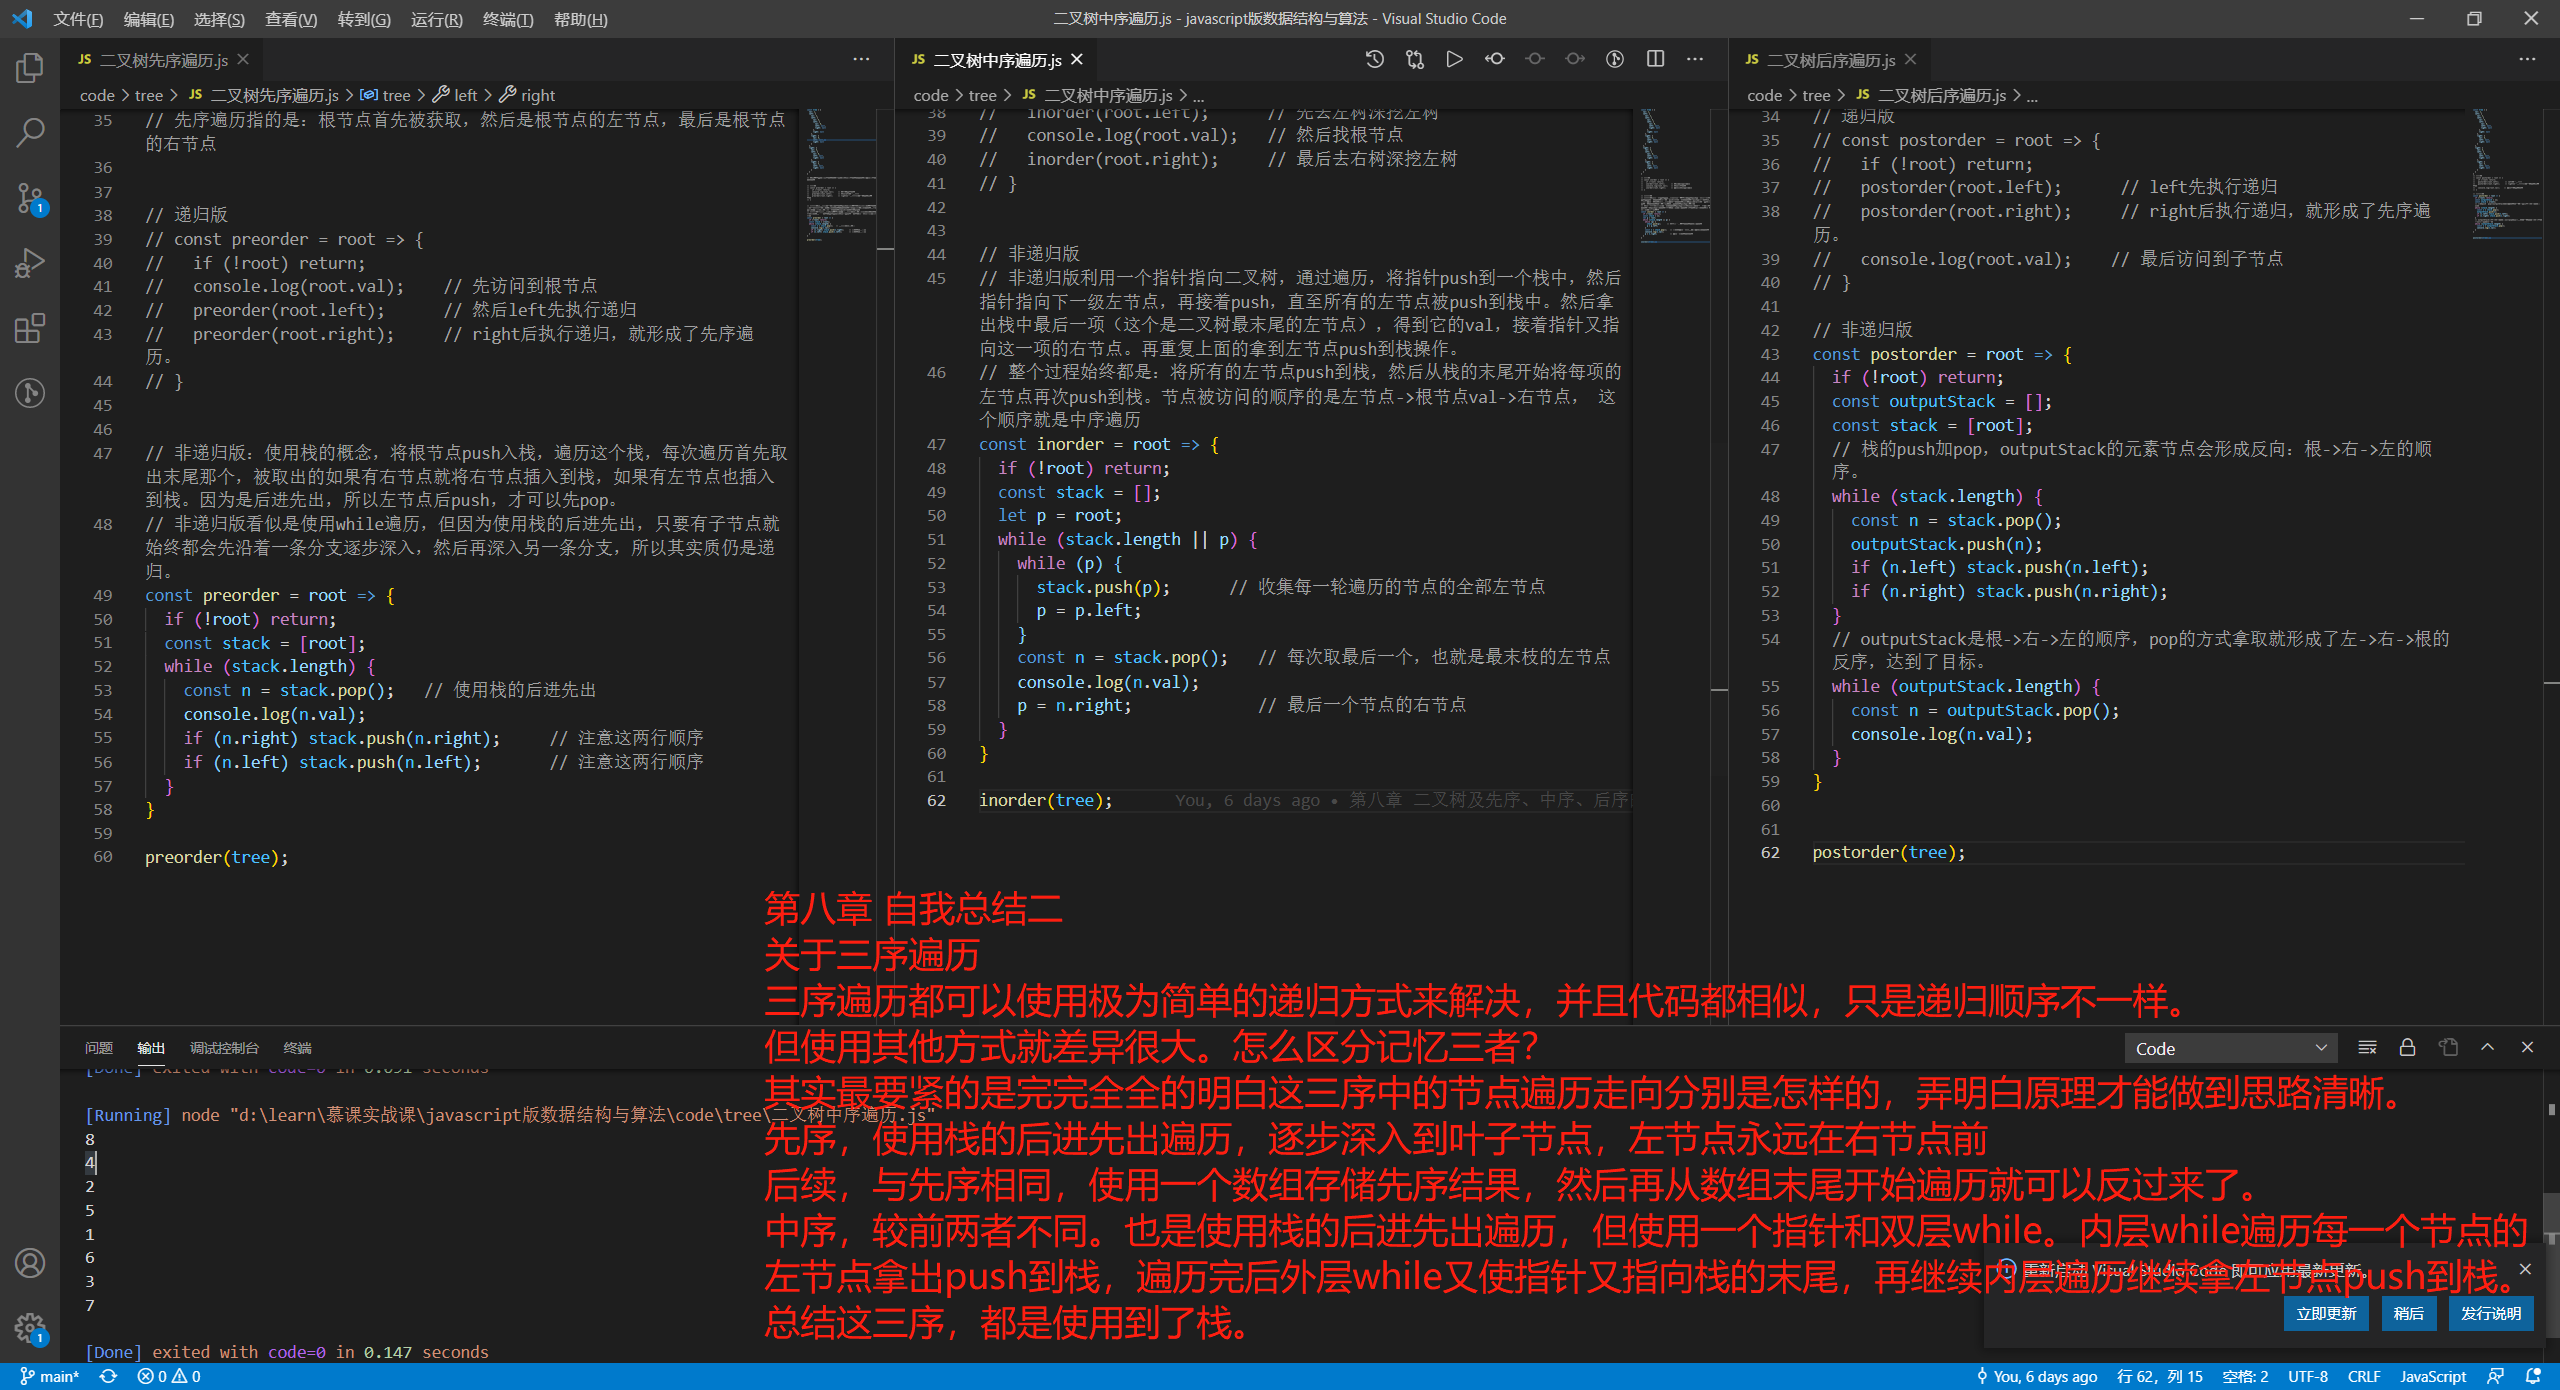 文件(F) 编辑(E) 选择(S) 查看(V) 转到(G) 运行(R) 终端(T) 帮助(H)
二叉树中序遍历.js - javascript版数据结构与算法 - Visual Studio Code
JS 二叉树先序遍历.js
code > tree > JS 二叉树先序遍历.js > tree > left > right
35 // 先序遍历指的是：根节点首先被获取，然后是根节点的左节点，最后是根节点
的右节点
36
37
38 // 递归版
39 // const preorder = root => {
40 //   if (!root) return;
41 //   console.log(root.val);    // 先访问到根节点
42 //   preorder(root.left);      // 然后left先执行递归
43 //   preorder(root.right);     // right后执行递归，就形成了先序遍
历。
44 // }
45
46
47 // 非递归版：使用栈的概念，将根节点push入栈，遍历这个栈，每次遍历首先取
出末尾那个，被取出的如果有右节点就将右节点插入到栈，如果有左节点也插入
到栈。因为是后进先出，所以左节点后push，才可以先pop。
48 // 非递归版看似是使用while遍历，但因为使用栈的后进先出，只要有子节点就
始终都会先沿着一条分支逐步深入，然后再深入另一条分支，所以其实质仍是递
归。
49 const preorder = root => {
50   if (!root) return;
51   const stack = [root];
52   while (stack.length) {
53     const n = stack.pop();   // 使用栈的后进先出
54     console.log(n.val);
55     if (n.right) stack.push(n.right);     // 注意这两行顺序
56     if (n.left) stack.push(n.left);       // 注意这两行顺序
57   }
58 }
59
60 preorder(tree);
JS 二叉树中序遍历.js
code > tree > JS 二叉树中序遍历.js > ...
38 //   inorder(root.left);      // 先去左树深挖左树
39 //   console.log(root.val);   // 然后找根节点
40 //   inorder(root.right);     // 最后去右树深挖左树
41 // }
42
43
44 // 非递归版
45 // 非递归版利用一个指针指向二叉树，通过遍历，将指针push到一个栈中，然后
指针指向下一级左节点，再接着push，直至所有的左节点被push到栈中。然后拿
出栈中最后一项（这个是二叉树最末尾的左节点），得到它的val，接着指针又指
向这一项的右节点。再重复上面的拿到左节点push到栈操作。
46 // 整个过程始终都是：将所有的左节点push到栈，然后从栈的末尾开始将每项的
左节点再次push到栈。节点被访问的顺序的是左节点->根节点val->右节点， 这
个顺序就是中序遍历
47 const inorder = root => {
48   if (!root) return;
49   const stack = [];
50   let p = root;
51   while (stack.length || p) {
52     while (p) {
53       stack.push(p);      // 收集每一轮遍历的节点的全部左节点
54       p = p.left;
55     }
56     const n = stack.pop();   // 每次取最后一个，也就是最末枝的左节点
57     console.log(n.val);
58     p = n.right;             // 最后一个节点的右节点
59   }
60 }
61
62 inorder(tree);      You, 6 days ago • 第八章 二叉树及先序、中序、后序
JS 二叉树后序遍历.js
code > tree > JS 二叉树后序遍历.js > ...
34 // 递归版
35 // const postorder = root => {
36 //   if (!root) return;
37 //   postorder(root.left);      // left先执行递归
38 //   postorder(root.right);     // right后执行递归，就形成了先序遍
历。
39 //   console.log(root.val);    // 最后访问到子节点
40 // }
41
42 // 非递归版
43 const postorder = root => {
44   if (!root) return;
45   const outputStack = [];
46   const stack = [root];
47   // 栈的push加pop，outputStack的元素节点会形成反向：根->右->左的顺
序。
48   while (stack.length) {
49     const n = stack.pop();
50     outputStack.push(n);
51     if (n.left) stack.push(n.left);
52     if (n.right) stack.push(n.right);
53   }
54   // outputStack是根->右->左的顺序，pop的方式拿取就形成了左->右->根的
反序，达到了目标。
55   while (outputStack.length) {
56     const n = outputStack.pop();
57     console.log(n.val);
58   }
59 }
60
61
62 postorder(tree);
第八章 自我总结二
关于三序遍历
三序遍历都可以使用极为简单的递归方式来解决，并且代码都相似，只是递归顺序不一样。
但使用其他方式就差异很大。怎么区分记忆三者？
其实最要紧的是完完全全的明白这三序中的节点遍历走向分别是怎样的，弄明白原理才能做到思路清晰。
先序，使用栈的后进先出遍历，逐步深入到叶子节点，左节点永远在右节点前
后续，与先序相同，使用一个数组存储先序结果，然后再从数组末尾开始遍历就可以反过来了。
中序，较前两者不同。也是使用栈的后进先出遍历，但使用一个指针和双层while。内层while遍历每一个节点的
左节点拿出push到栈，遍历完后外层while又使指针又指向栈的末尾，再继续内层遍历继续拿左节点push到栈。
总结这三序，都是使用到了栈。
问题 输出 调试控制台 终端
Code
[Done] exited with code=0 in 0.091 seconds
[Running] node "d:\learn\慕课实战课\javascript版数据结构与算法\code\tree\二叉树中序遍历.js"
8
4
2
5
1
6
3
7
[Done] exited with code=0 in 0.147 seconds
重新启动 Visual Studio Code 即可应用最新更新。
立即更新 稍后 发行说明
main* 0 0
You, 6 days ago 行 62，列 15 空格: 2 UTF-8 CRLF JavaScript